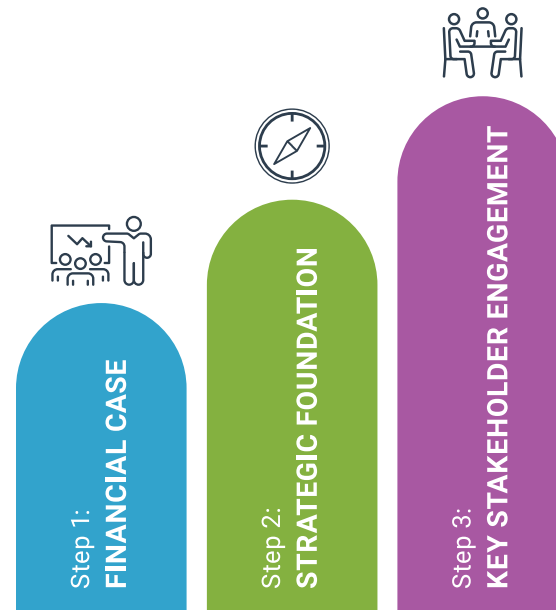 Step 1:
FINANCIAL CASE
Step 2:
STRATEGIC FOUNDATION
Step 3:
KEY STAKEHOLDER ENGAGEMENT